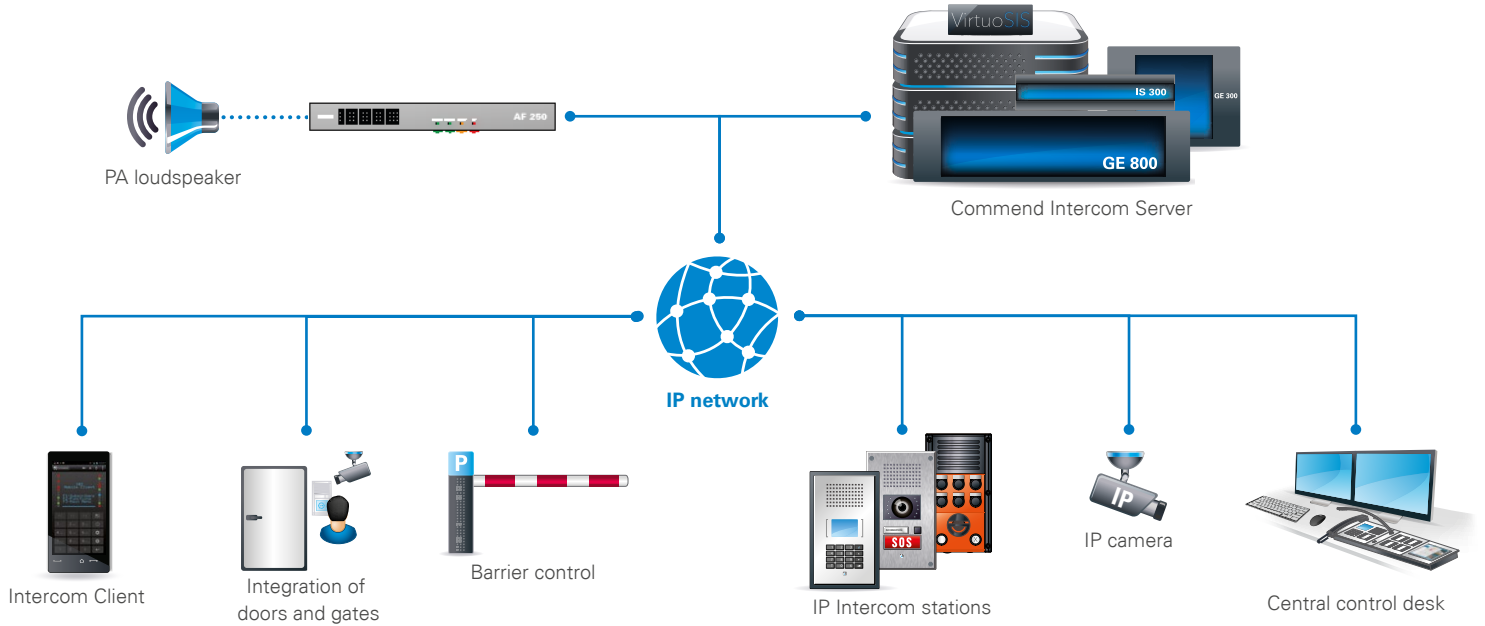 VirtuoSIS
IS 300
GE 300
AF 250
GE 800
PA loudspeaker
Commend Intercom Server
IP network
P
SOS
IP
IP camera
Barrier control
Integration of
doors and gates
Intercom Client
IP Intercom stations
Central control desk